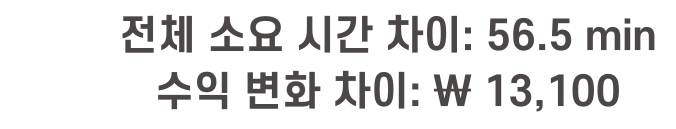 전체 소요 시간 차이: 56.5 min
수익 변화 차이: ₩ 13,100